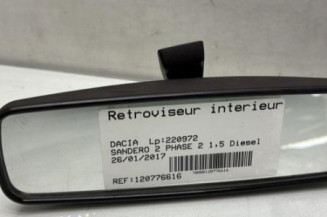 Retroviseur interieur
DACIA Lp:220972
SANDERO 2 PHASE 2 1.5 Diesel
26/01/2017
REF:120776616